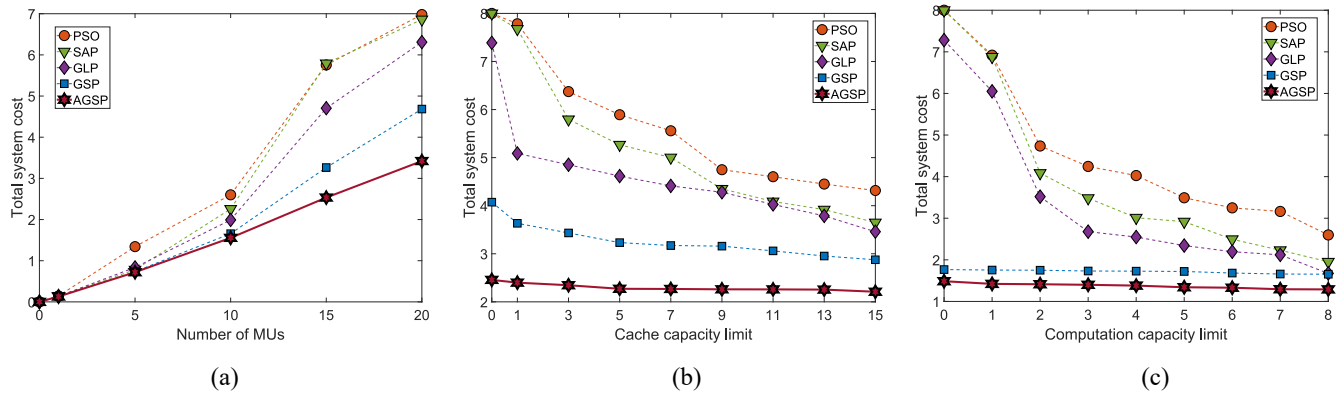 7
6
5
4
3
2
1
0
Total system cost
PSO
SAP
GLP
GSP
AGSP
0 5 10 15 20
Number of MUs
(a)
8
7
6
5
4
3
2
Total system cost
PSO
SAP
GLP
GSP
AGSP
0 1 3 5 7 9 11 13 15
Cache capacity limit
(b)
8
7
6
5
4
3
2
1
Total system cost
PSO
SAP
GLP
GSP
AGSP
0 1 2 3 4 5 6 7 8
Computation capacity limit
(c)